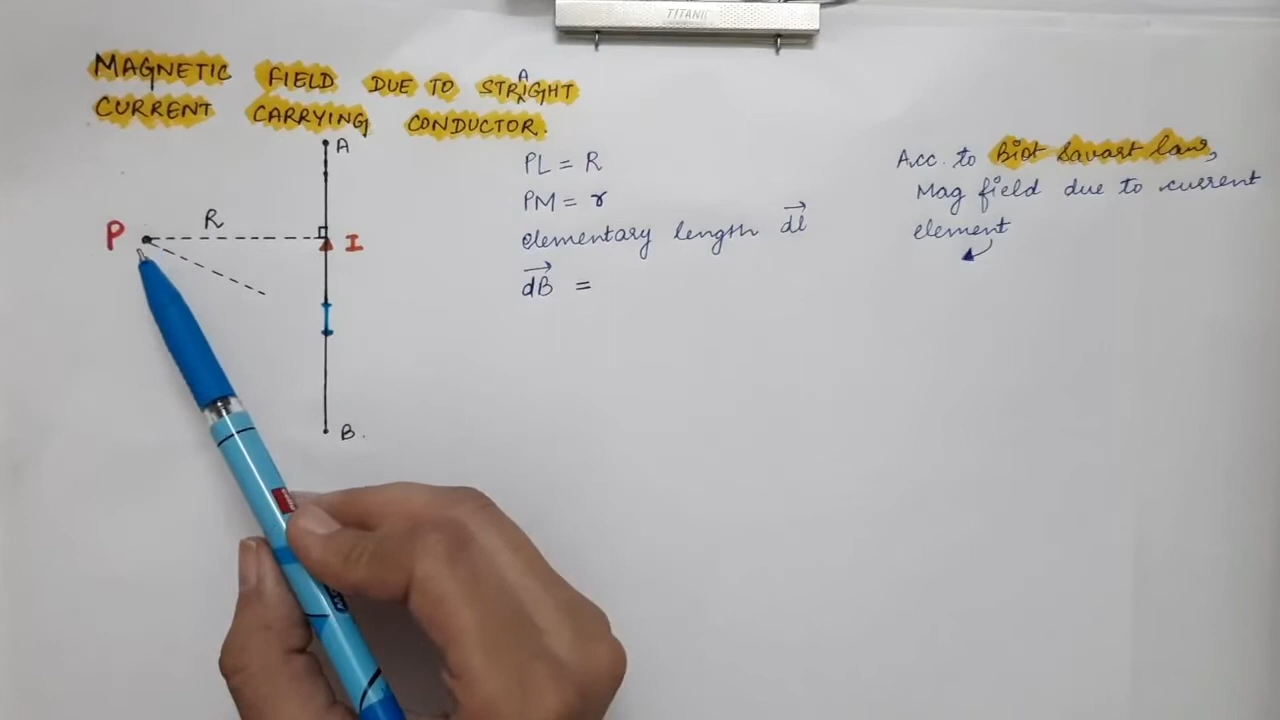 TITAN
MAGNETIC FIELD DUE TO STRAIGHT
CURRENT CARRYING CONDUCTOR.
A
P
R
I
B.
PL = R
PM = r
elementary length dl
dB =
Acc. to Biot Savart law,
Mag field due to current
element